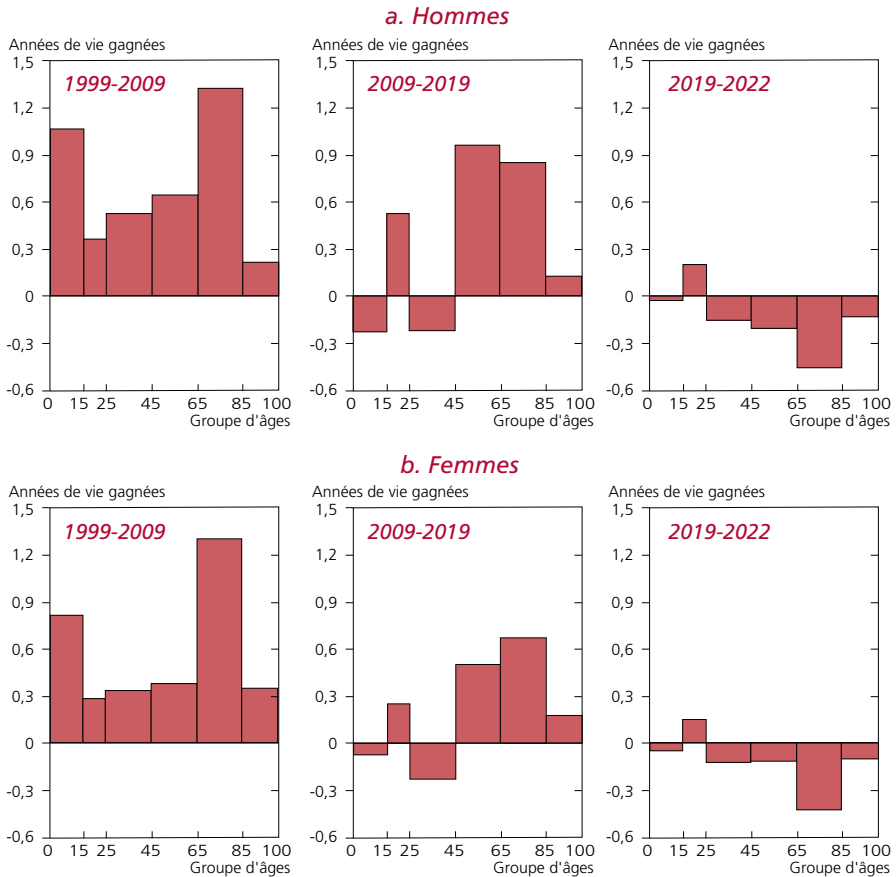 a. Hommes
Années de vie gagnées
1,5
1,2
0,9
0,6
0,3
0
-0,3
-0,6
1999-2009
0 15 25 45 65 85 100
Groupe d'âges
Années de vie gagnées
1,5
1,2
0,9
0,6
0,3
0
-0,3
-0,6
2009-2019
0 15 25 45 65 85 100
Groupe d'âges
Années de vie gagnées
1,5
1,2
0,9
0,6
0,3
0
-0,3
-0,6
2019-2022
0 15 25 45 65 85 100
Groupe d'âges
b. Femmes
Années de vie gagnées
1,5
1,2
0,9
0,6
0,3
0
-0,3
-0,6
1999-2009
0 15 25 45 65 85 100
Groupe d'âges
Années de vie gagnées
1,5
1,2
0,9
0,6
0,3
0
-0,3
-0,6
2009-2019
0 15 25 45 65 85 100
Groupe d'âges
Années de vie gagnées
1,5
1,2
0,9
0,6
0,3
0
-0,3
-0,6
2019-2022
0 15 25 45 65 85 100
Groupe d'âges